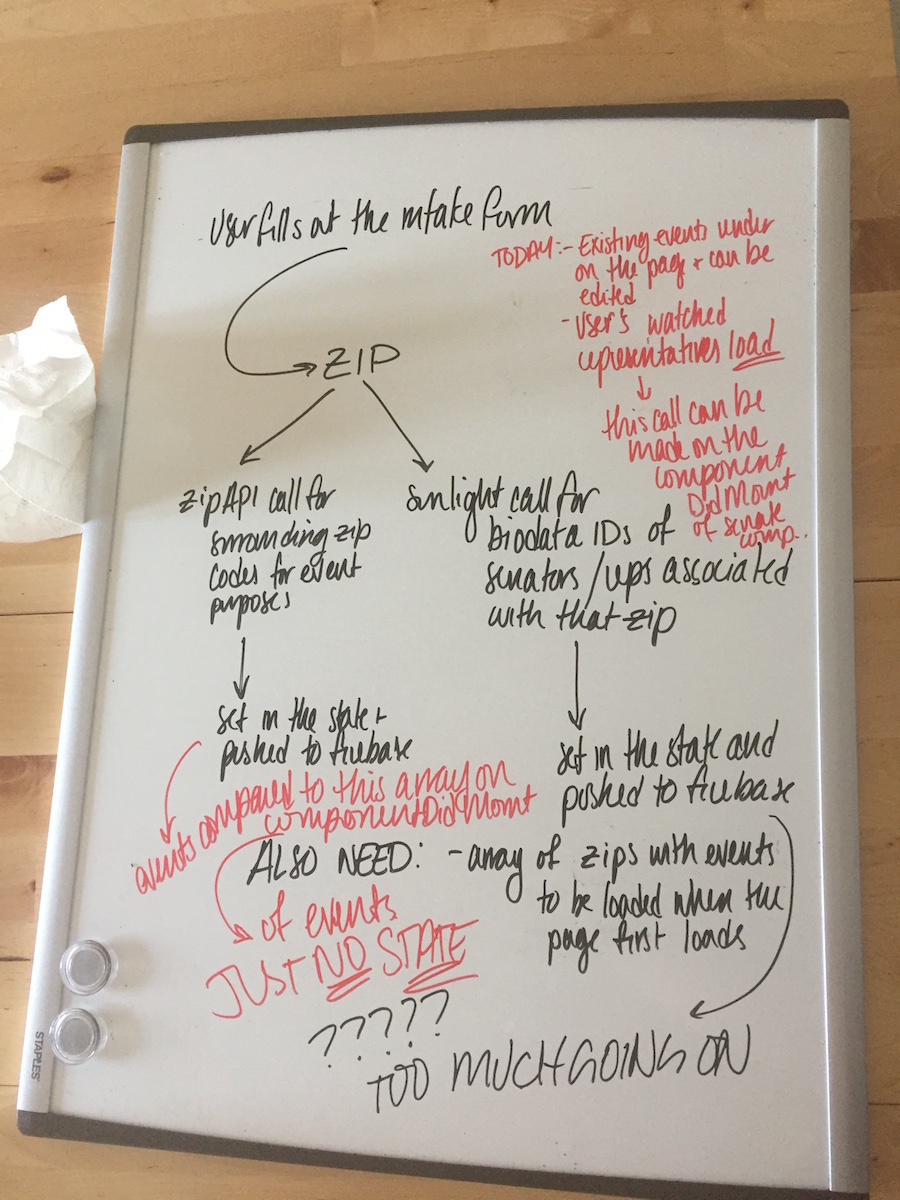 User fills out the intake form
TODAY:- Existing events under
on the page + can be
edited
- User's watched
representatives load
this call can be
made on the
component
Did Mount
of senate
comp..
ZIP
zip API call for
surrounding zip
codes for event
purposes
Sunlight call for
biodata IDs of
senators/reps associated
with that zip
set in the state +
pushed to firebase
set in the state and
pushed to firebase
events compared to this array on
componentDidMount
of events
ALSO NEED: - array of zips with events
to be loaded when the
page first loads
JUST NO STATE
?????
TOO MUCH GOING ON
STAPLES